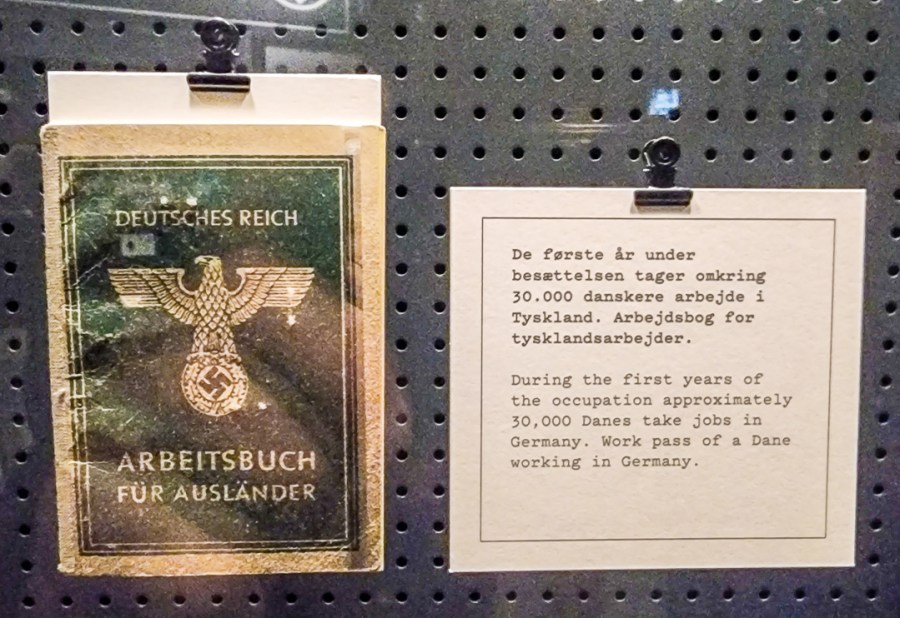 DEUTSCHES REICH
ARBEITSBUCH
FÜR AUSLÄNDER
De første år under
besættelsen tager omkring
30.000 danskere arbejde i
Tyskland. Arbejdsbog for
tysklandsarbejder.
During the first years of
the occupation approximately
30,000 Danes take jobs in
Germany. Work pass of a Dane
working in Germany.